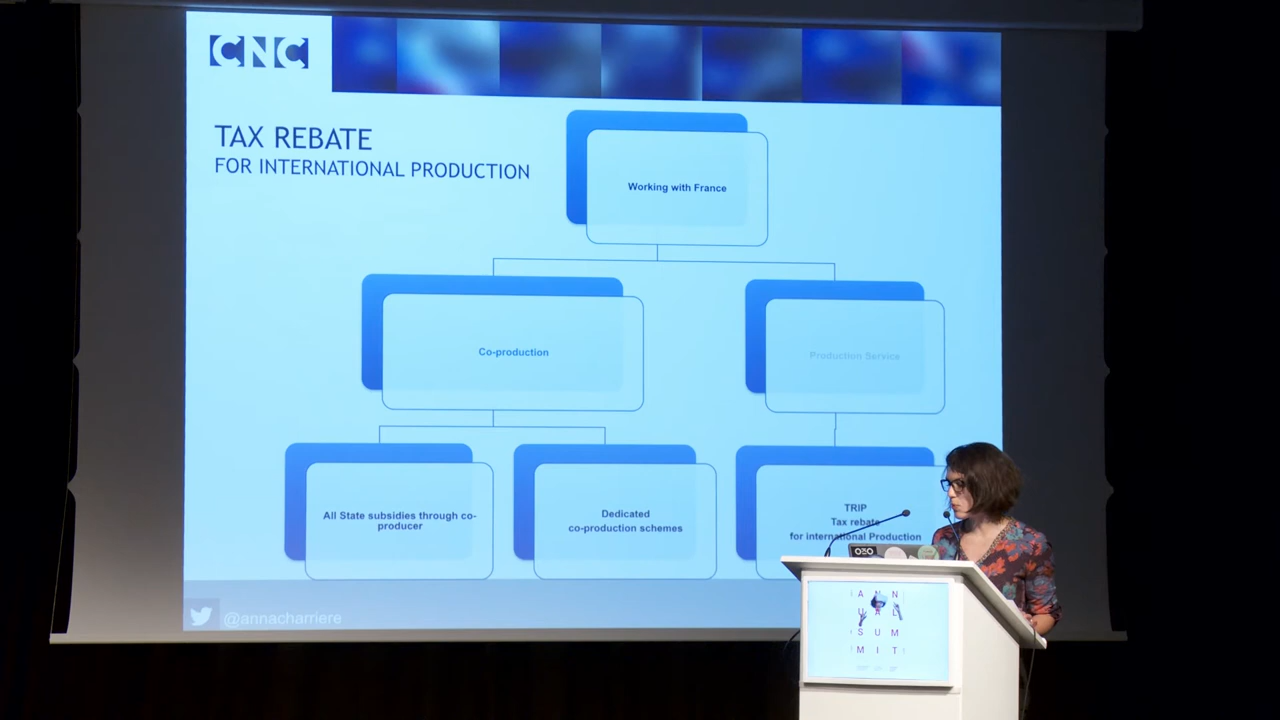 CNC
TAX REBATE
FOR INTERNATIONAL PRODUCTION
Working with France
Co-production
Production Service
All State subsidies through co-
producer
Dedicated
co-production schemes
TRIP
Tax rebate
for international Production
@annacharriere
A N N
U A L
S U M
M I T